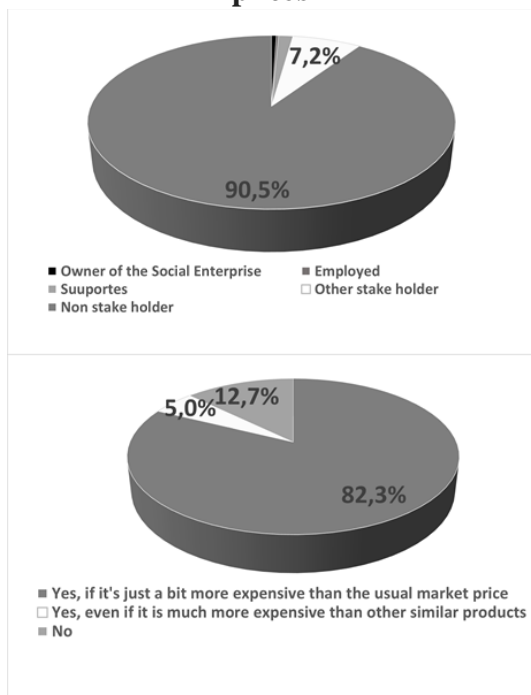 7,2%
90,5%
Owner of the Social Enterprise Employed
Suuportes Other stake holder
Non stake holder
12,7%
5,0%
82,3%
Yes, if it's just a bit more expensive than the usual market price
Yes, even if it is much more expensive than other similar products
No